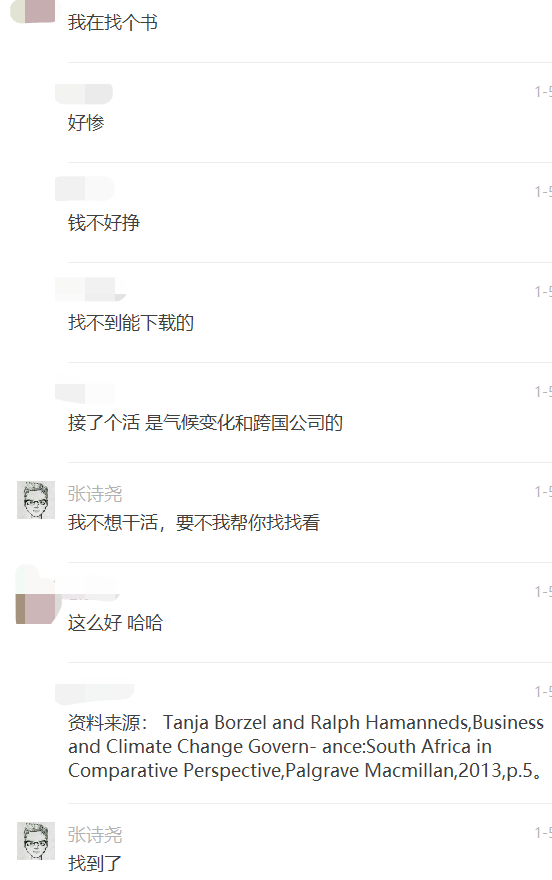 我在找个书
1-5
好惨
1-5
钱不好挣
1-5
找不到能下载的
1-5
接了个活 是气候变化和跨国公司的
张诗尧
1-5
我不想干活，要不我帮你找找看
1-5
这么好 哈哈
1-5
资料来源： Tanja Borzel and Ralph Hamanneds,Business
and Climate Change Govern- ance:South Africa in
Comparative Perspective,Palgrave Macmillan,2013,p.5。
张诗尧
1-5
找到了